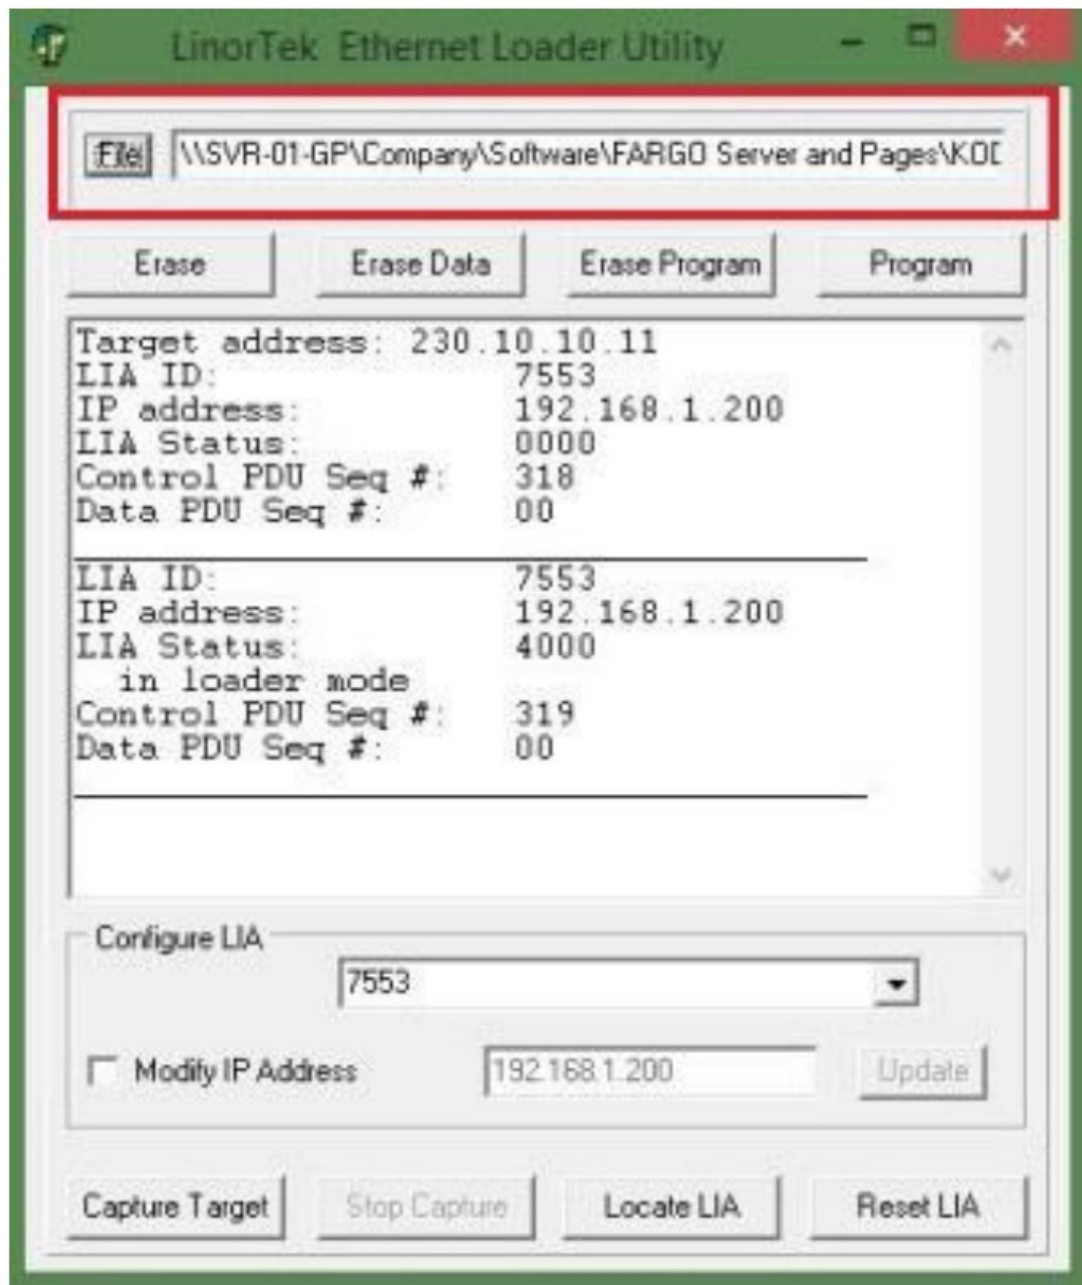 LinorTek Ethernet Loader Utility
File \\SVR-01-GP\Company\Software\FARGO Server and Pages\KOD
Erase Erase Data Erase Program Program
Target address: 230.10.10.11
LIA ID: 7553
IP address: 192.168.1.200
LIA Status: 0000
Control PDU Seq #: 318
Data PDU Seq #: 00
LIA ID: 7553
IP address: 192.168.1.200
LIA Status: 4000
in loader mode
Control PDU Seq #: 319
Data PDU Seq #: 00
Configure LIA
7553
Modify IP Address 192.168.1.200 Update
Capture Target Stop Capture Locate LIA Reset LIA